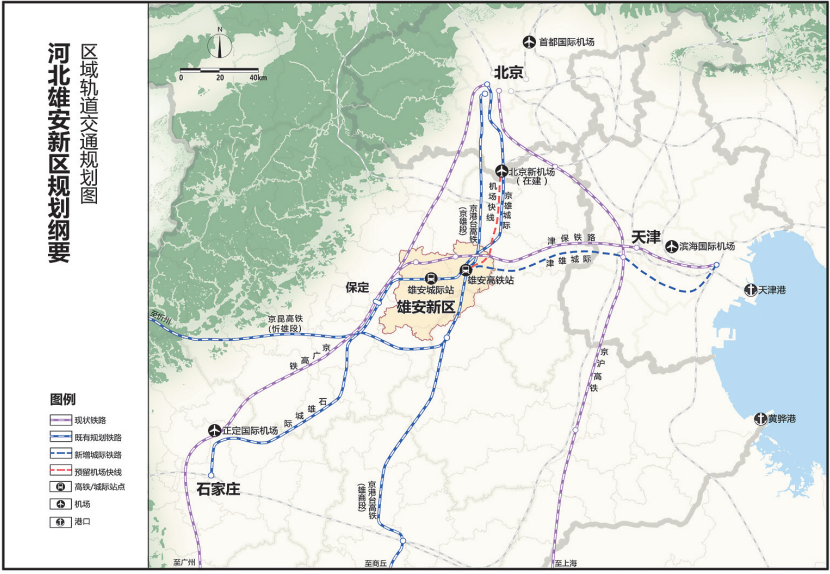 河北雄安新区规划纲要
区域轨道交通规划图
图例
现状铁路
既有规划铁路
新增城际铁路
预留机场快线
高铁/城际站点
机场
港口
N
0 20 40km
首都国际机场
北京
北京新机场
（在建）
机场快线
京雄城际
京港台高铁
（京雄段）
津保铁路
天津
滨海国际机场
津雄城际
天津港
保定
雄安城际站
雄安高铁站
雄安新区
至忻州
京昆高铁
（忻雄段）
京广高铁
石雄城际
京沪高铁
正定国际机场
黄骅港
石家庄
京港台高铁
（雄商段）
至广州
至商丘
至上海